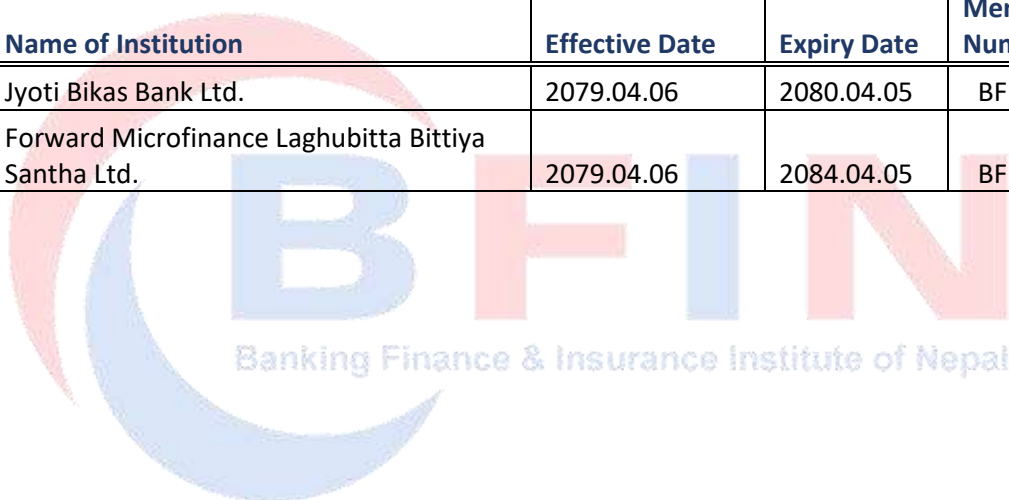 Name of Institution Effective Date Expiry Date
Jyoti Bikas Bank Ltd. 2079.04.06 2080.04.05 BF
Forward Microfinance Laghubitta Bittiya
Santha Ltd. 2079.04.06 2084.04.05 BF
BFIN
Banking Finance & Insurance Institute of Nepal